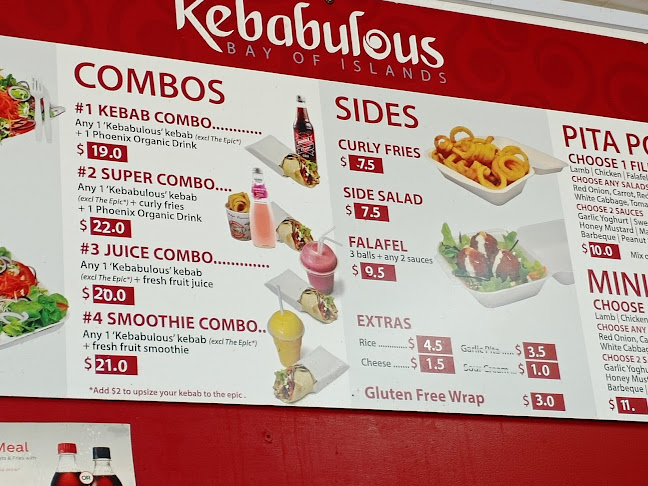 Kebabulous
BAY OF ISLANDS
COMBOS
#1 KEBAB COMBO............
Any 1 'Kebabulous' kebab (excl The Epic*)
+ 1 Phoenix Organic Drink
$ 19.0
#2 SUPER COMBO....
Any 1 'Kebabulous' kebab
(excl The Epic*) + curly fries
+ 1 Phoenix Organic Drink
$ 22.0
#3 JUICE COMBO.............
Any 1 'Kebabulous' kebab
(excl The Epic*) + fresh fruit juice
$ 20.0
#4 SMOOTHIE COMBO..
Any 1 'Kebabulous' kebab (excl The Epic*)
+ fresh fruit smoothie
$ 21.0
*Add $2 to upsize your kebab to the epic .
SIDES
CURLY FRIES
$ 7.5
SIDE SALAD
$ 7.5
FALAFEL
3 balls + any 2 sauces
$ 9.5
EXTRAS
Rice ............ $ 4.5
Cheese ....... $ 1.5
Garlic Pita ..... $ 3.5
Sour Cream ... $ 1.0
Gluten Free Wrap $ 3.0
PITA PO
CHOOSE 1 FIL
Lamb | Chicken | Falafel
CHOOSE ANY SALADS
Red Onion, Carrot, Red
White Cabbage, Toma
CHOOSE 2 SAUCES
Garlic Yoghurt | Swe
Honey Mustard | Ma
Barbeque | Peanut
$ 10.0 Mix o
MINI
CHOOSE
Lamb | Chicken
CHOOSE ANY
Red Onion, Ca
White Cabbag
CHOOSE 2 S
Garlic Yoghu
Honey Must
Barbeque |
$ 11.
Meal
OR